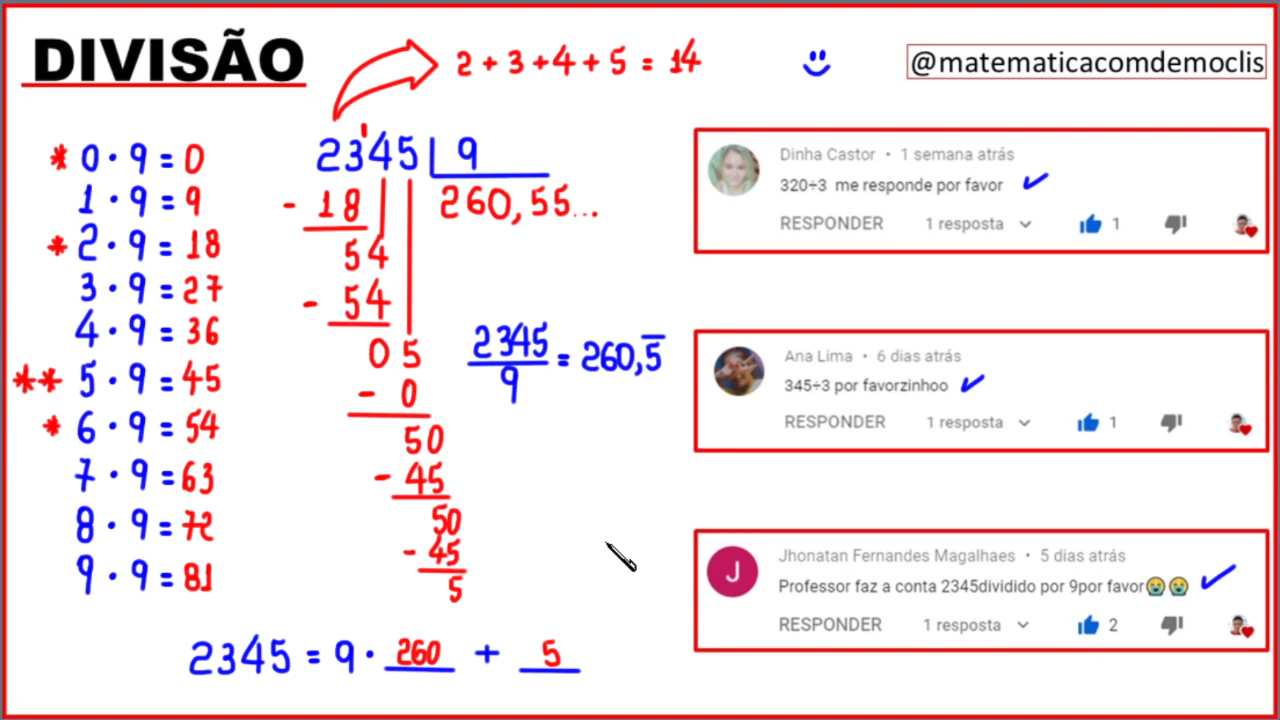 DIVISÃO
2 + 3 + 4 + 5 = 14
@matematicacomdemoclis
* 0 · 9 = 0
1 · 9 = 9
* 2 · 9 = 18
3 · 9 = 27
4 · 9 = 36
** 5 · 9 = 45
* 6 · 9 = 54
7 · 9 = 63
8 · 9 = 72
9 · 9 = 81
2345 9
- 18 260,55...
54
- 54
0 5
- 0
50
- 45
50
- 45
5
2345
9
= 260,5̅
2345 = 9 · 260 + 5
Dinha Castor • 1 semana atrás
320÷3 me responde por favor
RESPONDER 1 resposta 1
Ana Lima • 6 dias atrás
345÷3 por favorzinhoo
RESPONDER 1 resposta 1
J
Jhonatan Fernandes Magalhaes • 5 dias atrás
Professor faz a conta 2345dividido por 9por favor😭😭
RESPONDER 1 resposta 2